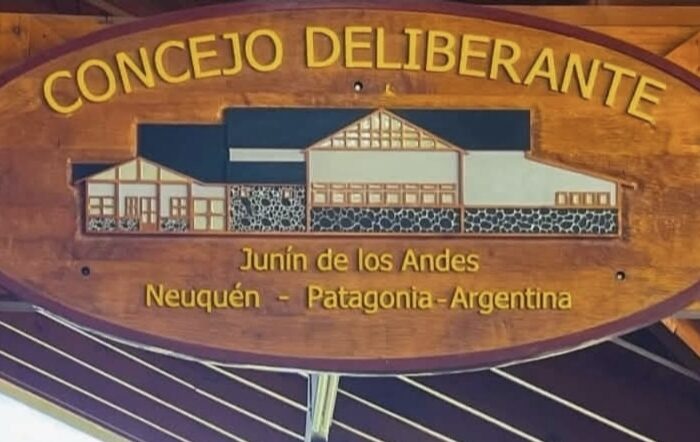 CONCEJO DELIBERANTE
Junín de los Andes
Neuquén - Patagonia - Argentina